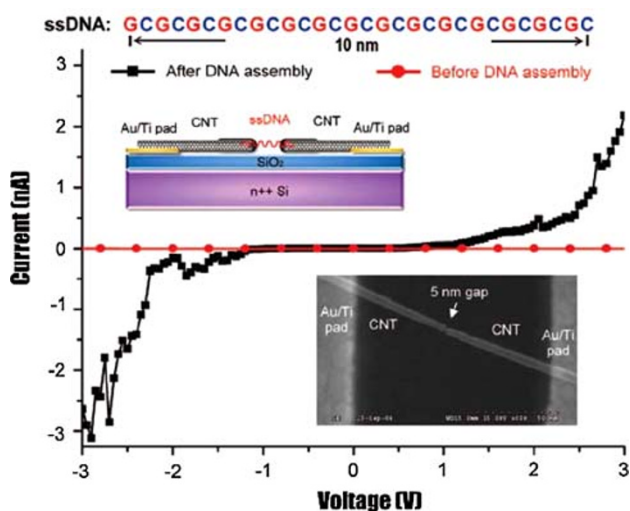 ssDNA: GCGCGCGCGCGCGCGCGCGCGCGCGCGC
10 nm
After DNA assembly
Before DNA assembly
Au/Ti pad
CNT
ssDNA
CNT
Au/Ti pad
SiO₂
n++ Si
5 nm gap
Au/Ti
pad
CNT
CNT
Au/Ti
pad
Current (nA)
3
2
1
0
-1
-2
-3
-3 -2 -1 0 1 2 3
Voltage (V)